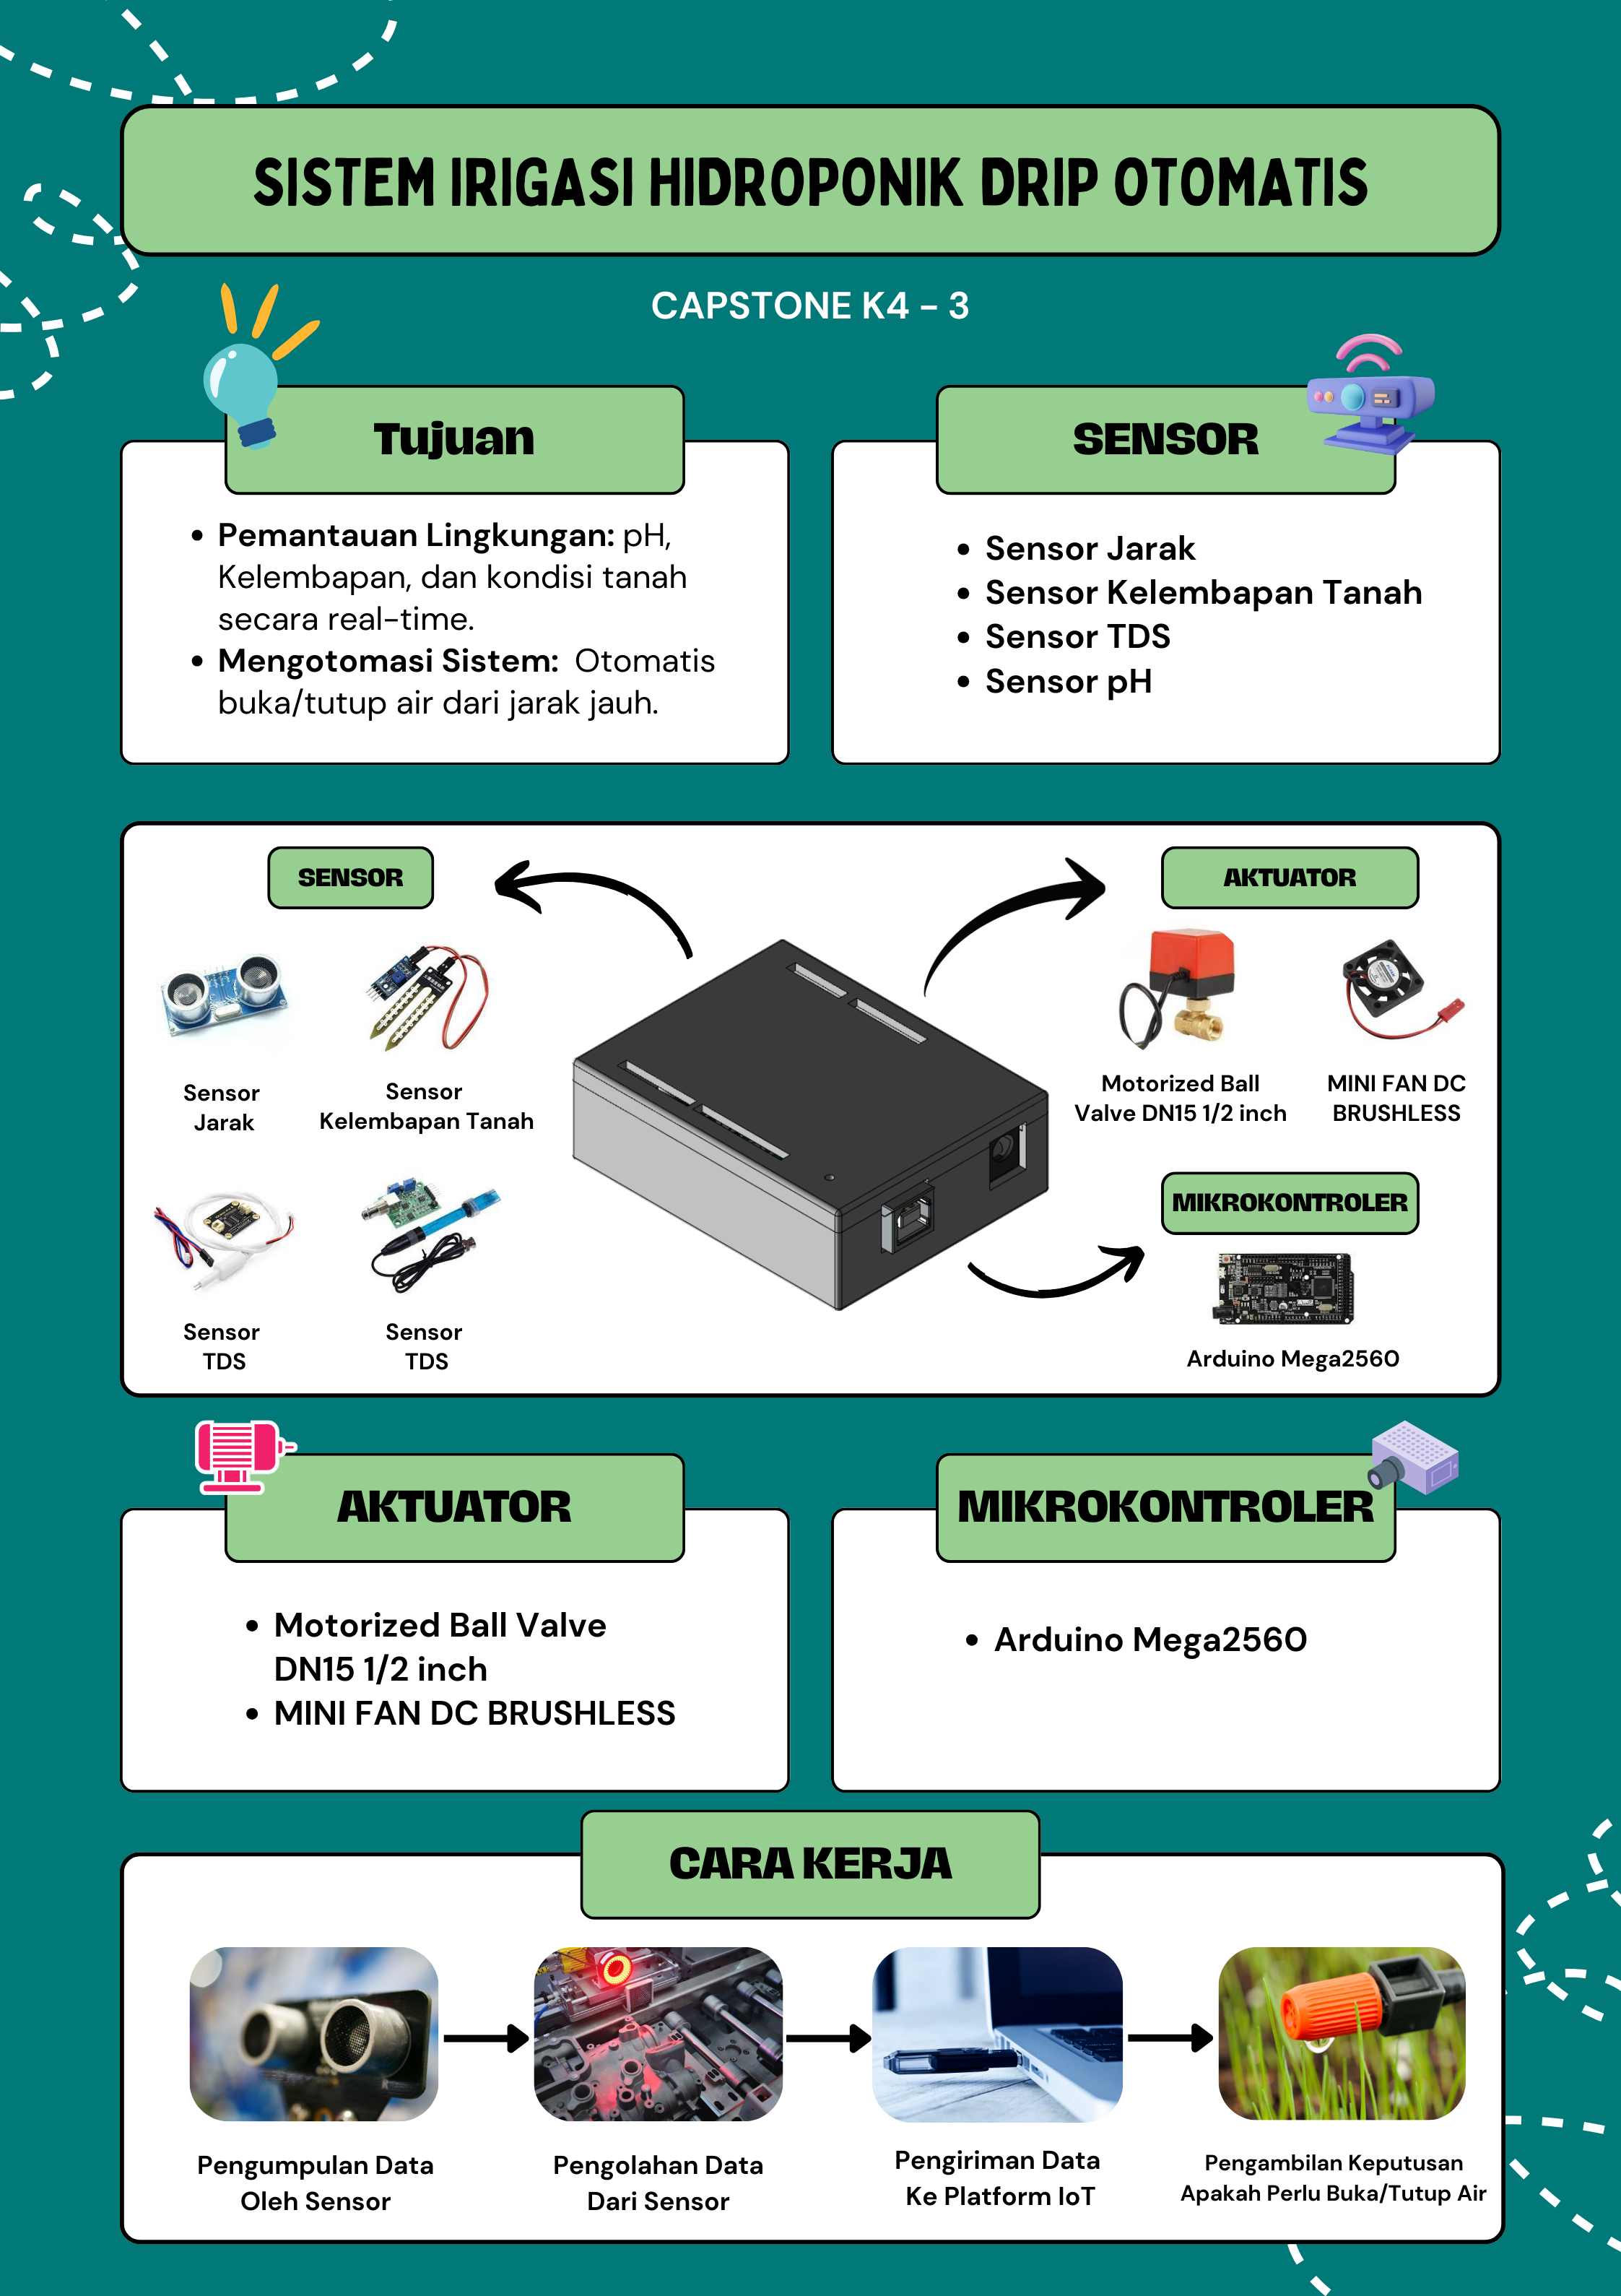 SISTEM IRIGASI HIDROPONIK DRIP OTOMATIS
CAPSTONE K4 - 3
Tujuan
• Pemantauan Lingkungan: pH,
Kelembapan, dan kondisi tanah
secara real-time.
• Mengotomasi Sistem: Otomatis
buka/tutup air dari jarak jauh.
SENSOR
• Sensor Jarak
• Sensor Kelembapan Tanah
• Sensor TDS
• Sensor pH
SENSOR
Sensor
Jarak
Sensor
Kelembapan Tanah
Sensor
TDS
Sensor
TDS
AKTUATOR
Motorized Ball
Valve DN15 1/2 inch
MINI FAN DC
BRUSHLESS
MIKROKONTROLER
Arduino Mega2560
AKTUATOR
• Motorized Ball Valve
DN15 1/2 inch
• MINI FAN DC BRUSHLESS
MIKROKONTROLER
• Arduino Mega2560
CARA KERJA
Pengumpulan Data
Oleh Sensor
Pengolahan Data
Dari Sensor
Pengiriman Data
Ke Platform IoT
Pengambilan Keputusan
Apakah Perlu Buka/Tutup Air